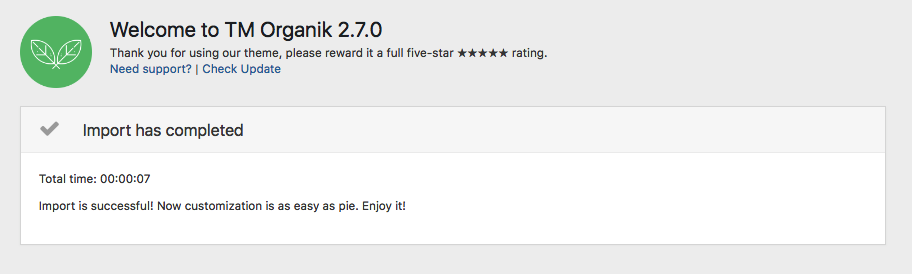 Welcome to TM Organik 2.7.0
Thank you for using our theme, please reward it a full five-star ★★★★★ rating.
Need support? | Check Update
Import has completed
Total time: 00:00:07
Import is successful! Now customization is as easy as pie. Enjoy it!